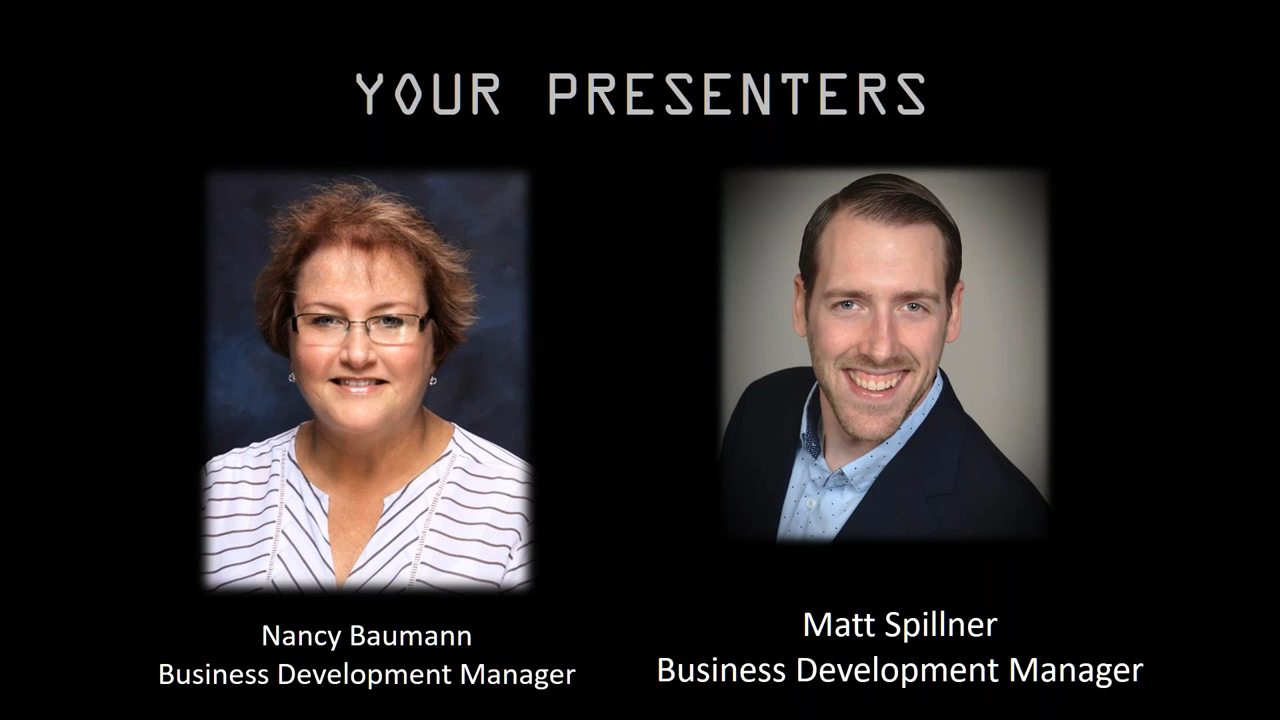 YOUR PRESENTERS
Nancy Baumann
Business Development Manager
Matt Spillner
Business Development Manager